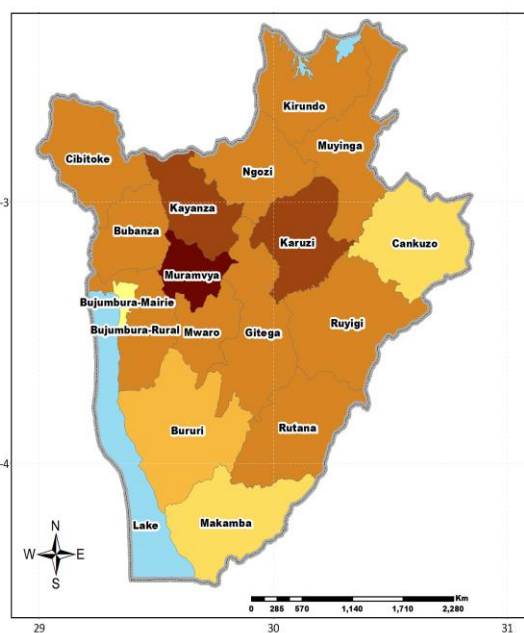 Kirundo
Muyinga
Cibitoke
Ngozi
-3
Kayanza
Bubanza
Karuzi
Cankuzo
Muramvya
Bujumbura-Mairie
Ruyigi
Bujumbura-Rural
Mwaro
Gitega
Bururi
Rutana
-4
Lake
Makamba
N
W
E
S
Km
0 285 570 1,140 1,710 2,280
29
30
31